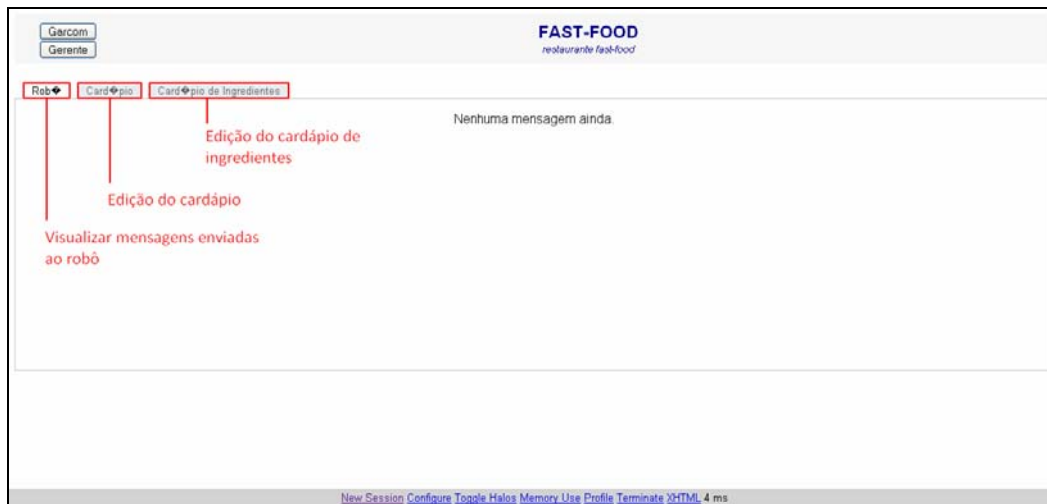 Garcom
Gerente
FAST-FOOD
restaurante fast-food
Rob�
Card�pio
Card�pio de Ingredientes
Nenhuma mensagem ainda.
Edição do cardápio de
ingredientes
Edição do cardápio
Visualizar mensagens enviadas
ao robô
New Session Configure Toggle Halos Memory Use Profile Terminate XHTML 4 ms